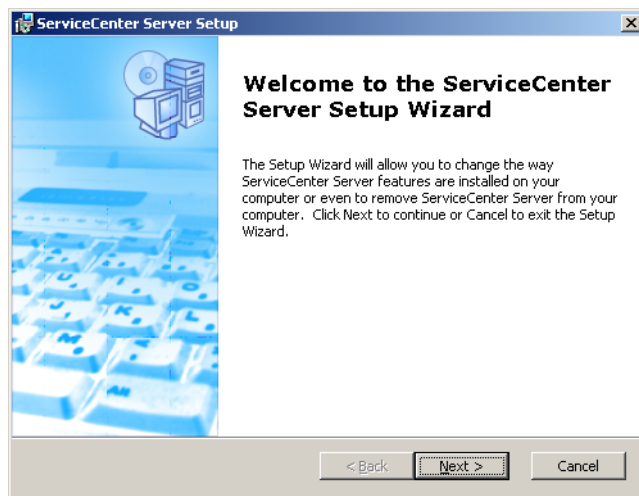 ServiceCenter Server Setup
Welcome to the ServiceCenter
Server Setup Wizard
The Setup Wizard will allow you to change the way
ServiceCenter Server features are installed on your
computer or even to remove ServiceCenter Server from your
computer. Click Next to continue or Cancel to exit the Setup
Wizard.
< Back Next > Cancel